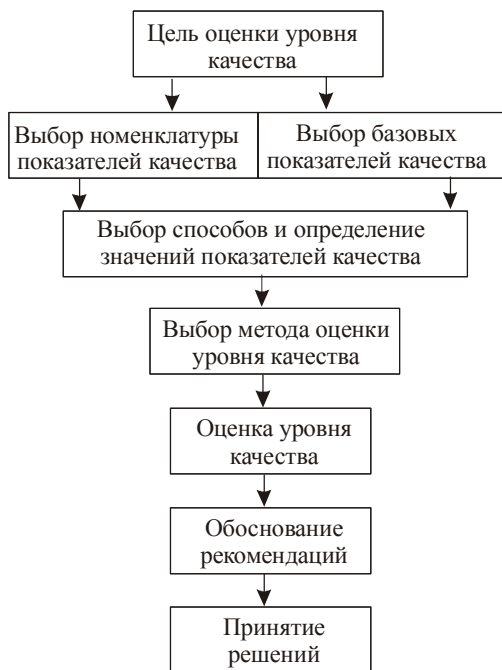 Цель оценки уровня
качества
Выбор номенклатуры
показателей качества
Выбор базовых
показателей качества
Выбор способов и определение
значений показателей качества
Выбор метода оценки
уровня качества
Оценка уровня
качества
Обоснование
рекомендаций
Принятие
решений